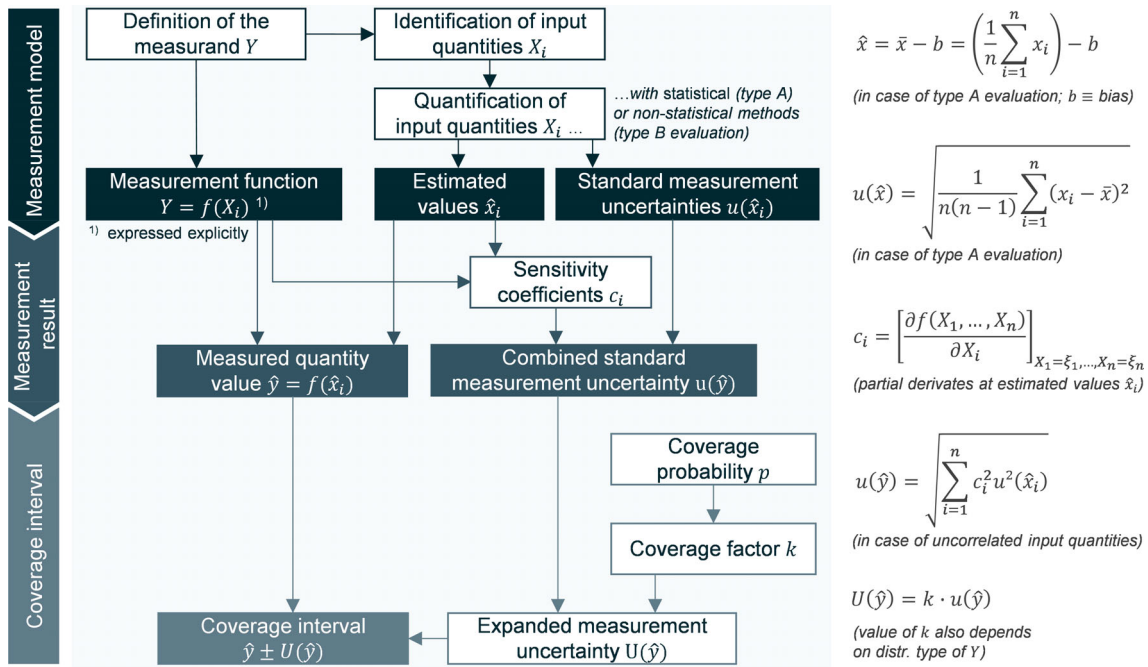 Measurement model
Measurement
result
Coverage interval
Definition of the
measurand Y
Identification of input
quantities Xᵢ
Quantification of
input quantities Xᵢ ...
...with statistical (type A)
or non-statistical methods
(type B evaluation)
Measurement function
Y = f(Xᵢ) ¹⁾
¹⁾ expressed explicitly
Estimated
values x̂ᵢ
Standard measurement
uncertainties u(x̂ᵢ)
Sensitivity
coefficients cᵢ
Measured quantity
value ŷ = f(x̂ᵢ)
Combined standard
measurement uncertainty u(ŷ)
Coverage
probability p
Coverage factor k
Coverage interval
ŷ ± U(ŷ)
Expanded measurement
uncertainty U(ŷ)
x̂ = x̄ − b = (1/n ∑ᵢ₌₁ⁿ xᵢ) − b
(in case of type A evaluation; b ≡ bias)
u(x̂) = √(1/(n(n − 1)) ∑ᵢ₌₁ⁿ (xᵢ − x̄)²)
(in case of type A evaluation)
cᵢ = [∂f(X₁, ..., Xₙ)/∂Xᵢ] X₁=ξ₁,...,Xₙ=ξₙ
(partial derivates at estimated values x̂ᵢ)
u(ŷ) = √(∑ᵢ₌₁ⁿ cᵢ² u²(x̂ᵢ))
(in case of uncorrelated input quantities)
U(ŷ) = k · u(ŷ)
(value of k also depends
on distr. type of Y)